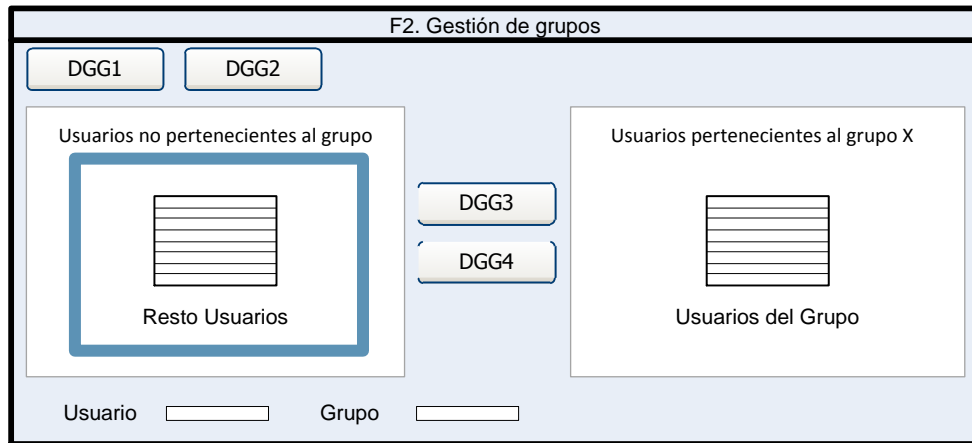 F2. Gestión de grupos
DGG1 DGG2
Usuarios no pertenecientes al grupo
Usuarios pertenecientes al grupo X
DGG3
DGG4
Resto Usuarios
Usuarios del Grupo
Usuario Grupo